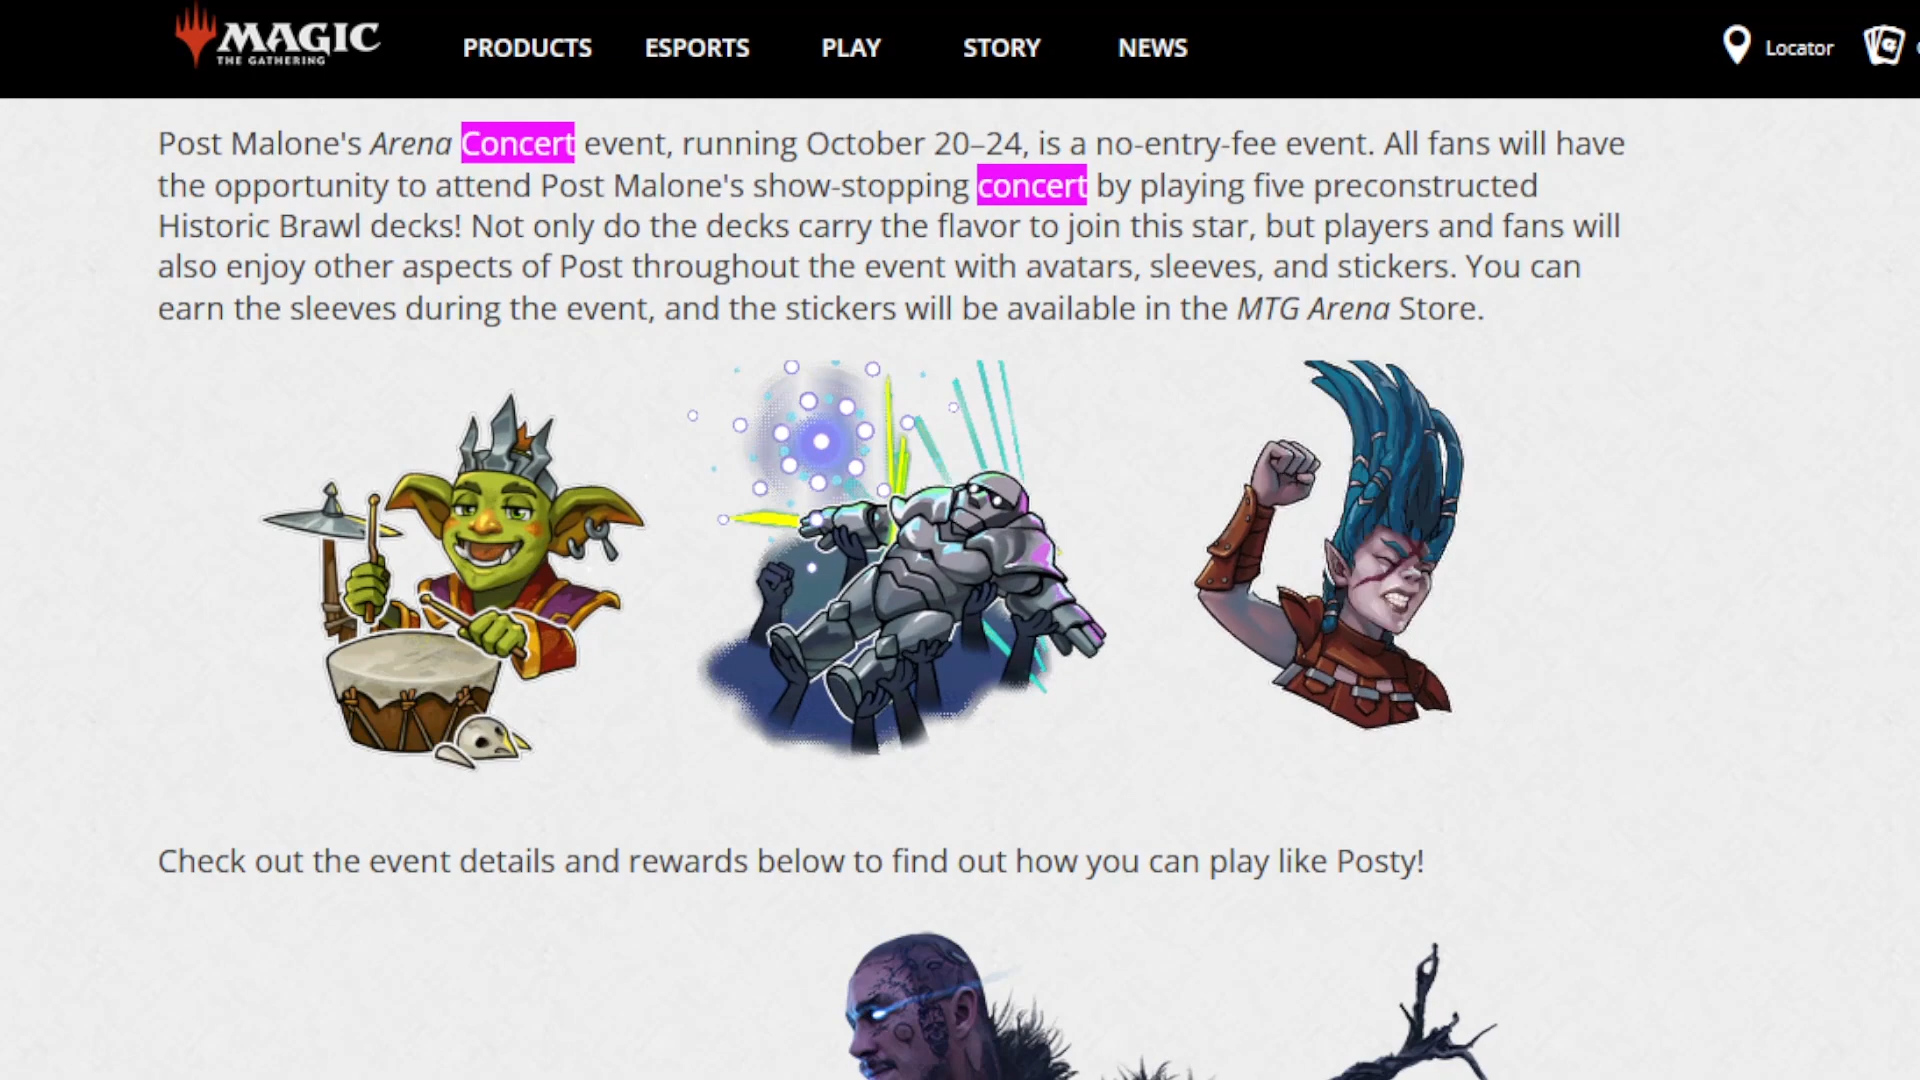 MAGIC
THE GATHERING
PRODUCTS ESPORTS PLAY STORY NEWS
Locator
Post Malone's Arena Concert event, running October 20–24, is a no-entry-fee event. All fans will have
the opportunity to attend Post Malone's show-stopping concert by playing five preconstructed
Historic Brawl decks! Not only do the decks carry the flavor to join this star, but players and fans will
also enjoy other aspects of Post throughout the event with avatars, sleeves, and stickers. You can
earn the sleeves during the event, and the stickers will be available in the MTG Arena Store.
Check out the event details and rewards below to find out how you can play like Posty!